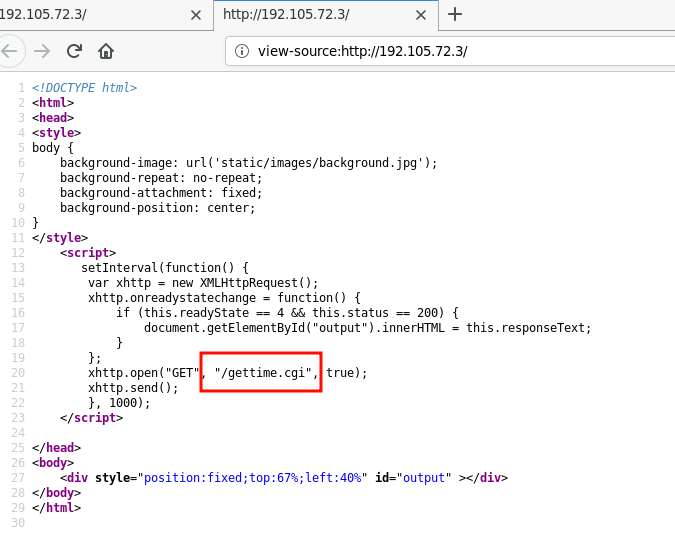 192.105.72.3/ × http://192.105.72.3/ × +
view-source:http://192.105.72.3/
1 <!DOCTYPE html>
2 <html>
3 <head>
4 <style>
5 body {
6     background-image: url('static/images/background.jpg');
7     background-repeat: no-repeat;
8     background-attachment: fixed;
9     background-position: center;
10 }
11 </style>
12     <script>
13        setInterval(function() {
14         var xhttp = new XMLHttpRequest();
15         xhttp.onreadystatechange = function() {
16             if (this.readyState == 4 && this.status == 200) {
17                 document.getElementById("output").innerHTML = this.responseText;
18             }
19         };
20         xhttp.open("GET", "/gettime.cgi", true);
21         xhttp.send();
22         }, 1000);
23     </script>
24
25 </head>
26 <body>
27     <div style="position:fixed;top:67%;left:40%" id="output" ></div>
28 </body>
29 </html>
30